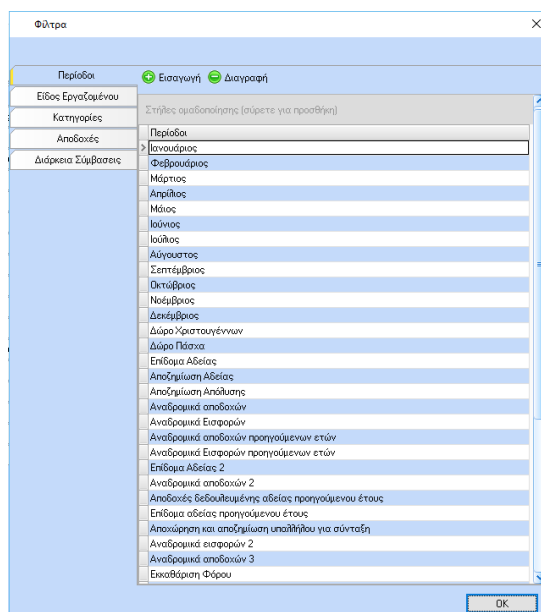 Φίλτρα
Περίοδοι
Εισαγωγή Διαγραφή
Είδος Εργαζομένου
Κατηγορίες
Αποδοχές
Διάρκεια Σύμβασεις
Στήλες ομαδοποίησης (σύρετε για προσθήκη)
Περίοδοι
Ιανουάριος
Φεβρουάριος
Μάρτιος
Απρίλιος
Μάιος
Ιούνιος
Ιούλιος
Αύγουστος
Σεπτέμβριος
Οκτώβριος
Νοέμβριος
Δεκέμβριος
Δώρο Χριστουγέννων
Δώρο Πάσχα
Επίδομα Αδείας
Αποζημίωση Αδείας
Αποζημίωση Απόλυσης
Αναδρομικά αποδοχών
Αναδρομικά Εισφορών
Αναδρομικά αποδοχών προηγούμενων ετών
Αναδρομικά Εισφορών προηγούμενων ετών
Επίδομα Αδείας 2
Αναδρομικά αποδοχών 2
Αποδοχές δεδουλευμένης αδείας προηγούμενου έτους
Επίδομα αδείας προηγούμενου έτους
Αποχώρηση και αποζημίωση υπαλλήλου για σύνταξη
Αναδρομικά εισφορών 2
Αναδρομικά αποδοχών 3
Εκκαθάριση Φόρου
OK